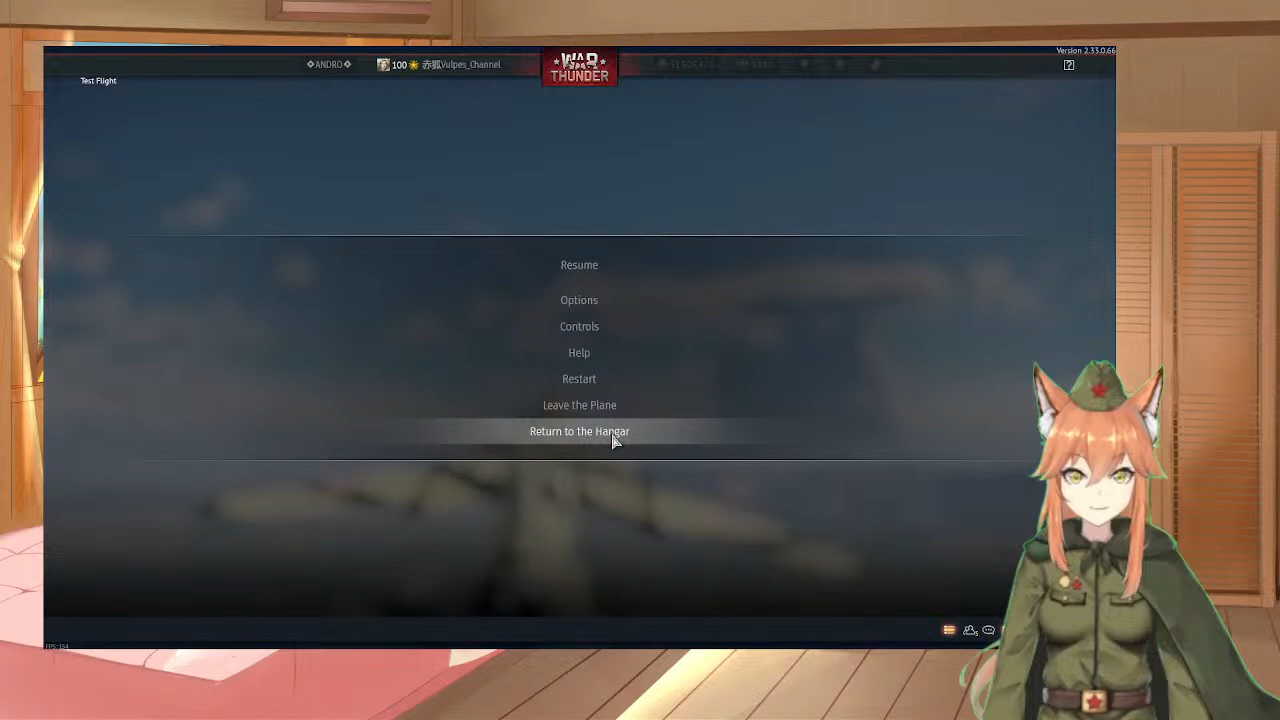 Version 2.33.0.66
◇ANDRO◇
100 赤狐Vulpes_Channel
WAR THUNDER
?
Test Flight
Resume
Options
Controls
Help
Restart
Leave the Plane
Return to the Hangar
FPS: 154